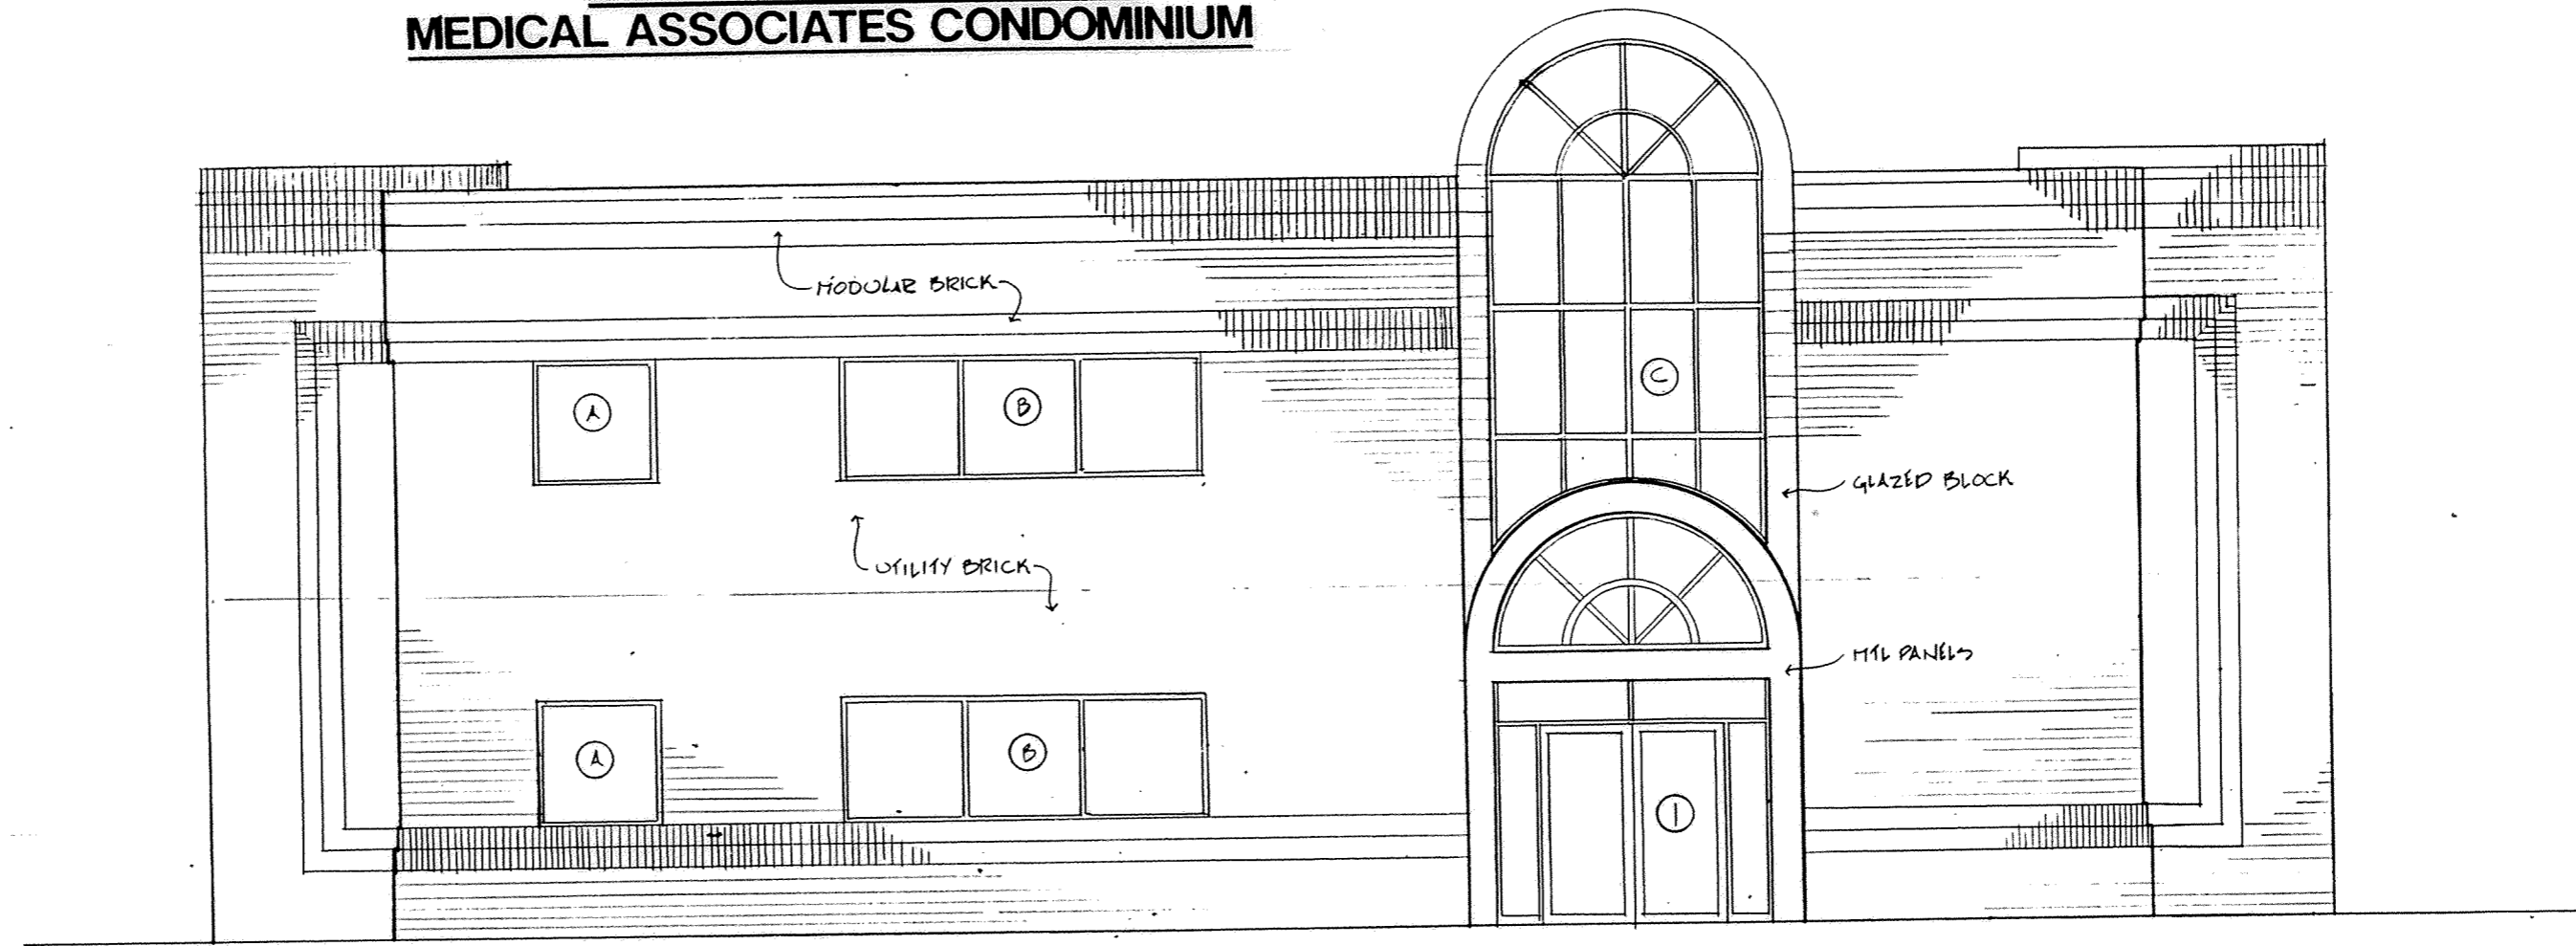 MEDICAL ASSOCIATES CONDOMINIUM
MODULAR BRICK
A
B
C
GLAZED BLOCK
UTILITY BRICK
MTL PANELS
A
B
1